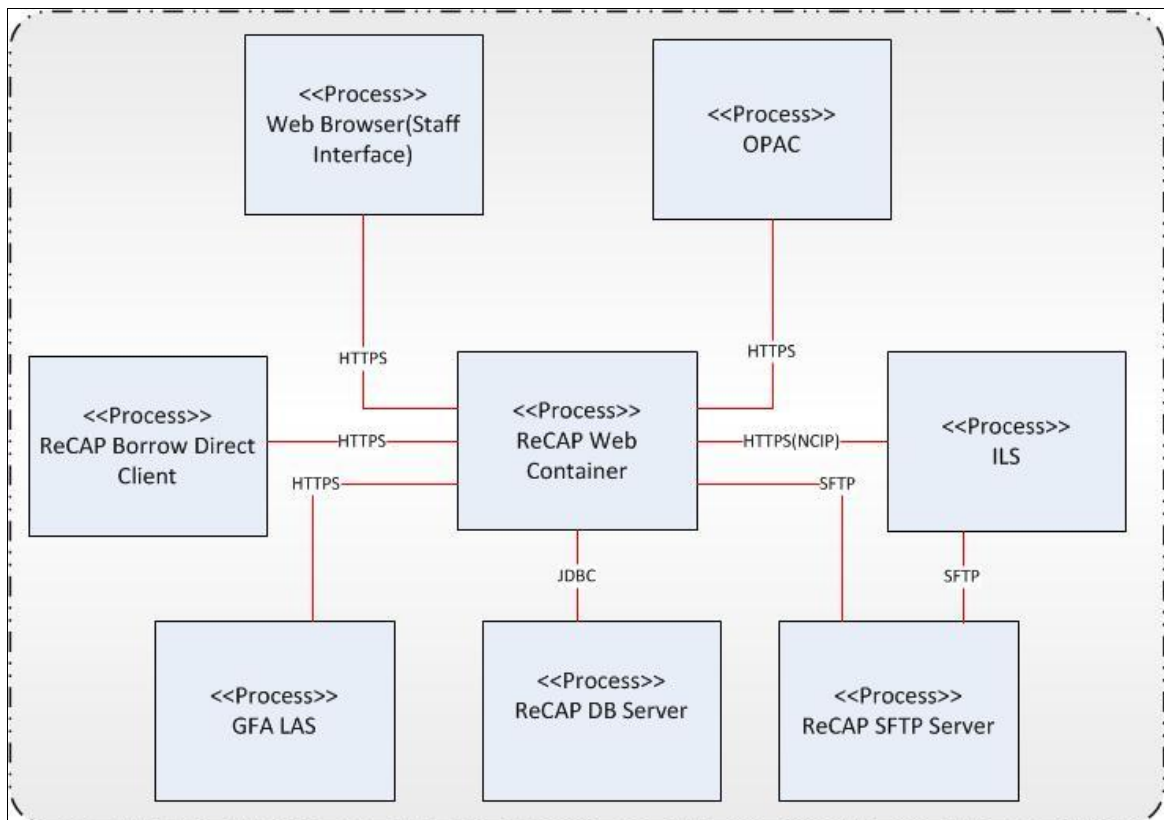 <<Process>>
Web Browser(Staff
Interface)
<<Process>>
OPAC
HTTPS
HTTPS
<<Process>>
ReCAP Borrow Direct
Client
HTTPS
<<Process>>
ReCAP Web
Container
HTTPS(NCIP)
<<Process>>
ILS
HTTPS
SFTP
JDBC
SFTP
<<Process>>
GFA LAS
<<Process>>
ReCAP DB Server
<<Process>>
ReCAP SFTP Server